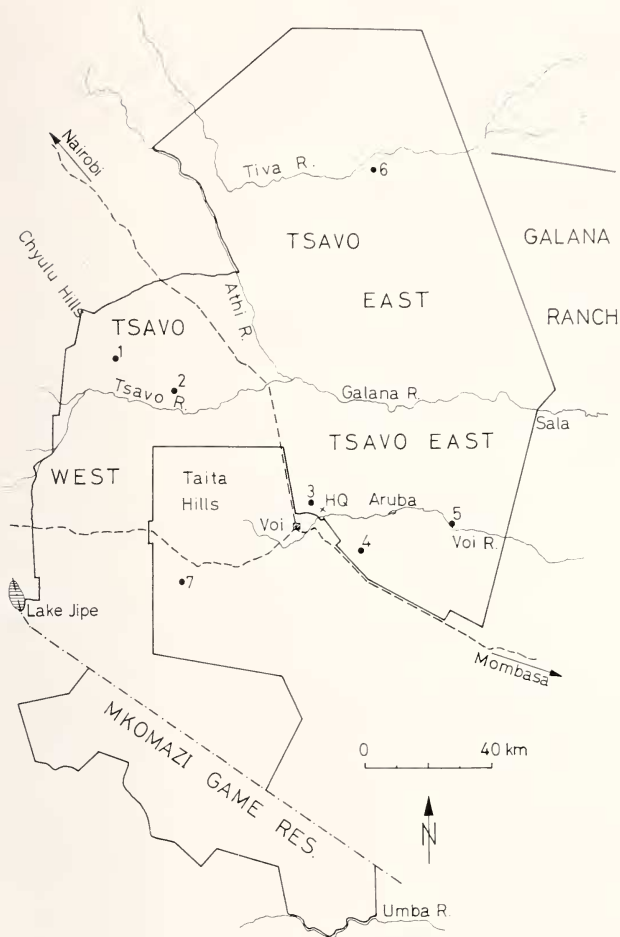 Nairobi
Tiva R.
6
TSAVO
EAST
GALANA
RANCH
Chyulu Hills
Athi R.
TSAVO
1
2
Tsavo R.
Galana R.
Sala
WEST
Taita
Hills
TSAVO EAST
3
HQ
Aruba
5
Voi
Voi R.
4
7
Lake Jipe
Mombasa
MKOMAZI GAME RES.
0 40 km
N
Umba R.